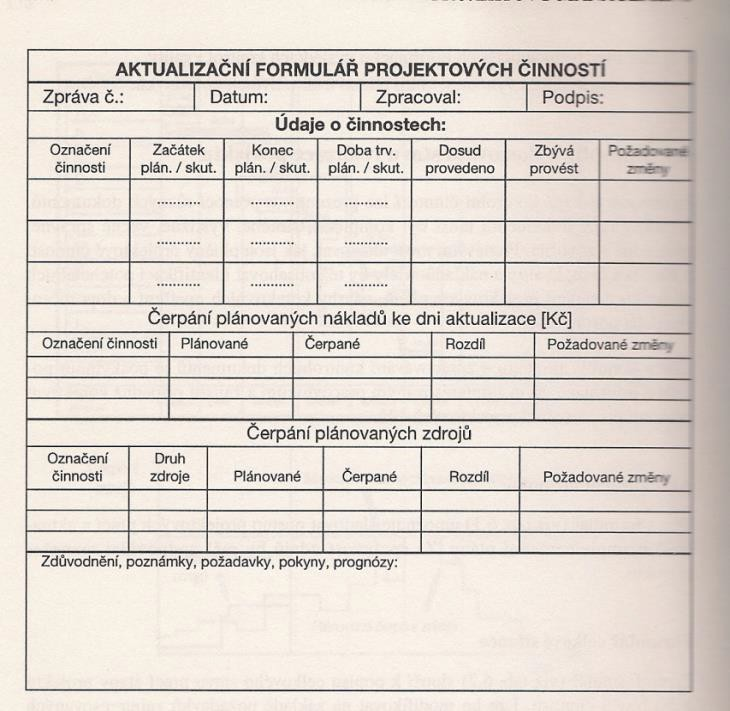 AKTUALIZAČNÍ FORMULÁŘ PROJEKTOVÝCH ČINNOSTÍ
Zpráva č.: Datum: Zpracoval: Podpis:
Údaje o činnostech:
Označení činnosti Začátek plán. / skut. Konec plán. / skut. Doba trv. plán. / skut. Dosud provedeno Zbývá provést Požadované změny
............ ............ ............
............ ............ ............
............ ............ ............
Čerpání plánovaných nákladů ke dni aktualizace [Kč]
Označení činnosti Plánované Čerpané Rozdíl Požadované změny
Čerpání plánovaných zdrojů
Označení činnosti Druh zdroje Plánované Čerpané Rozdíl Požadované změny
Zdůvodnění, poznámky, požadavky, pokyny, prognózy: